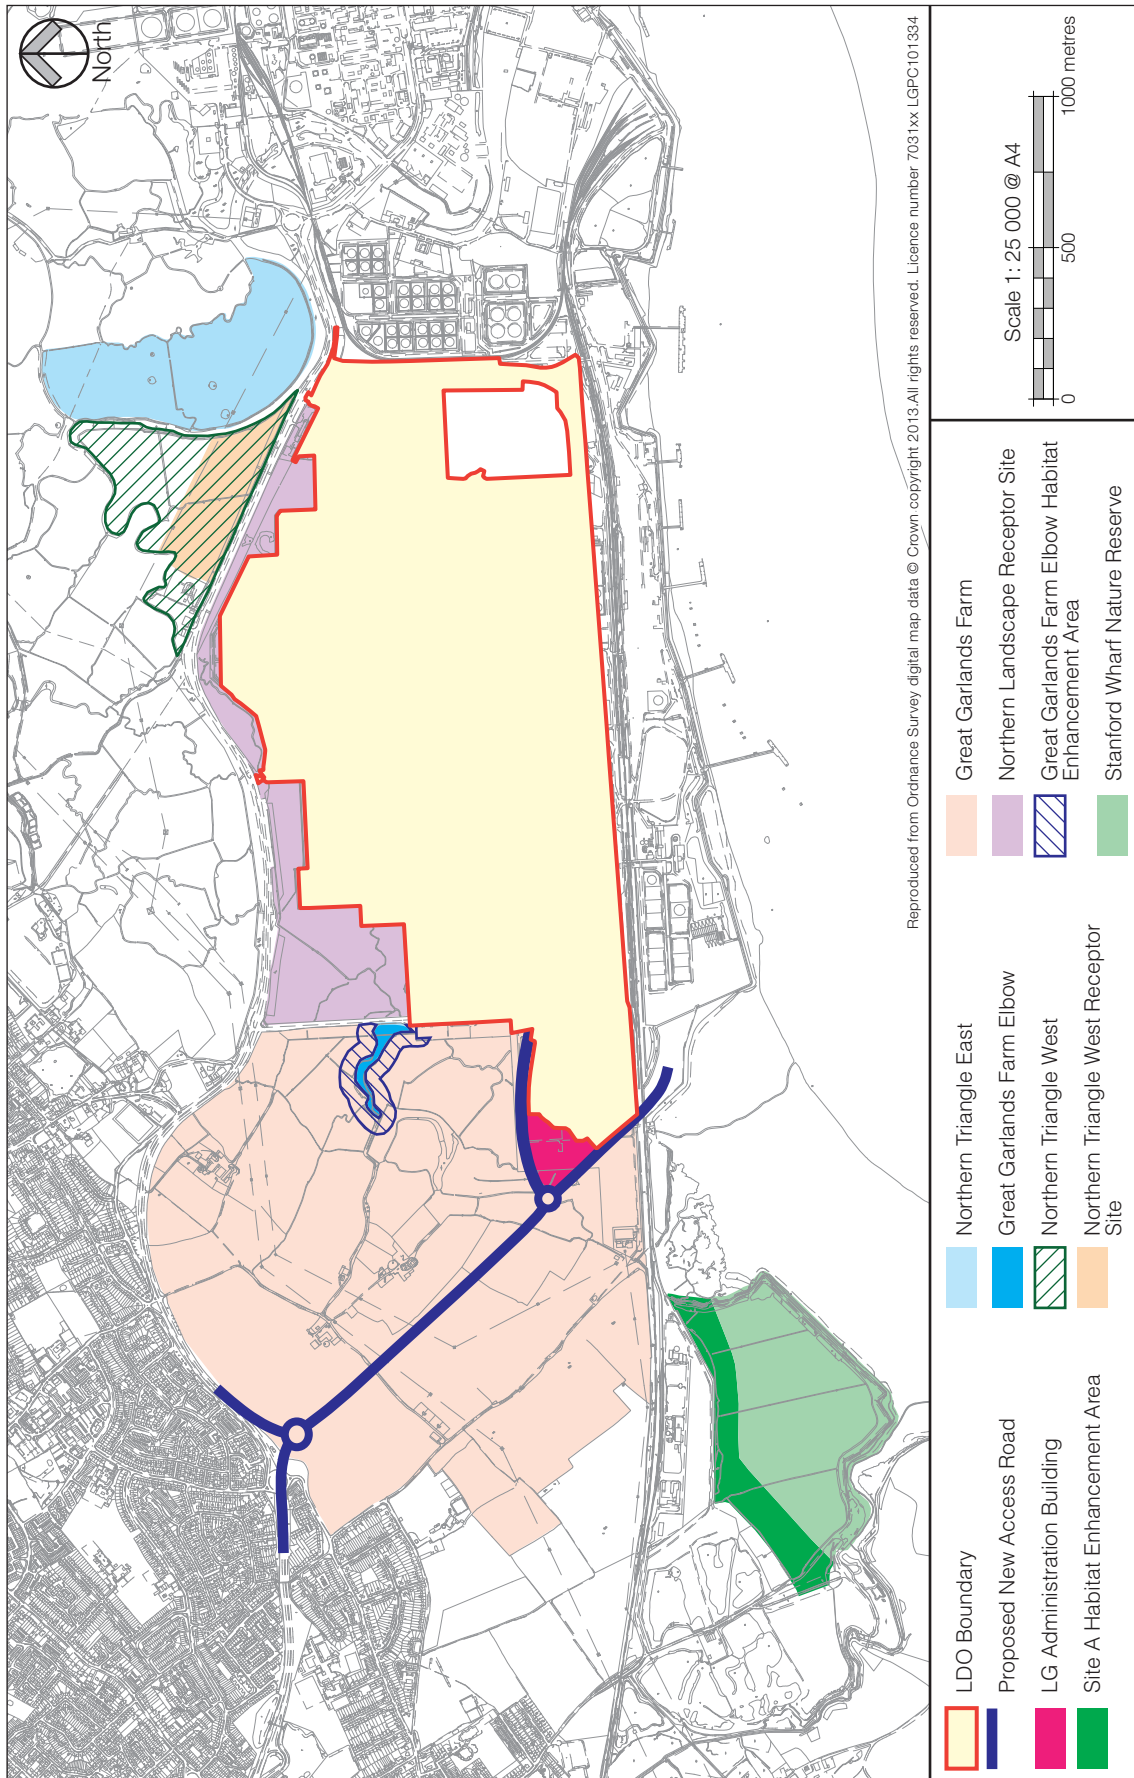 North
Reproduced from Ordnance Survey digital map data © Crown copyright 2013.All rights reserved. Licence number 7031xx LGPC101334
LDO Boundary
Proposed New Access Road
LG Administration Building
Site A Habitat Enhancement Area
Northern Triangle East
Great Garlands Farm Elbow
Northern Triangle West
Northern Triangle West Receptor
Site
Great Garlands Farm
Northern Landscape Receptor Site
Great Garlands Farm Elbow Habitat
Enhancement Area
Stanford Wharf Nature Reserve
Scale 1: 25 000 @ A4
0 500 1000 metres